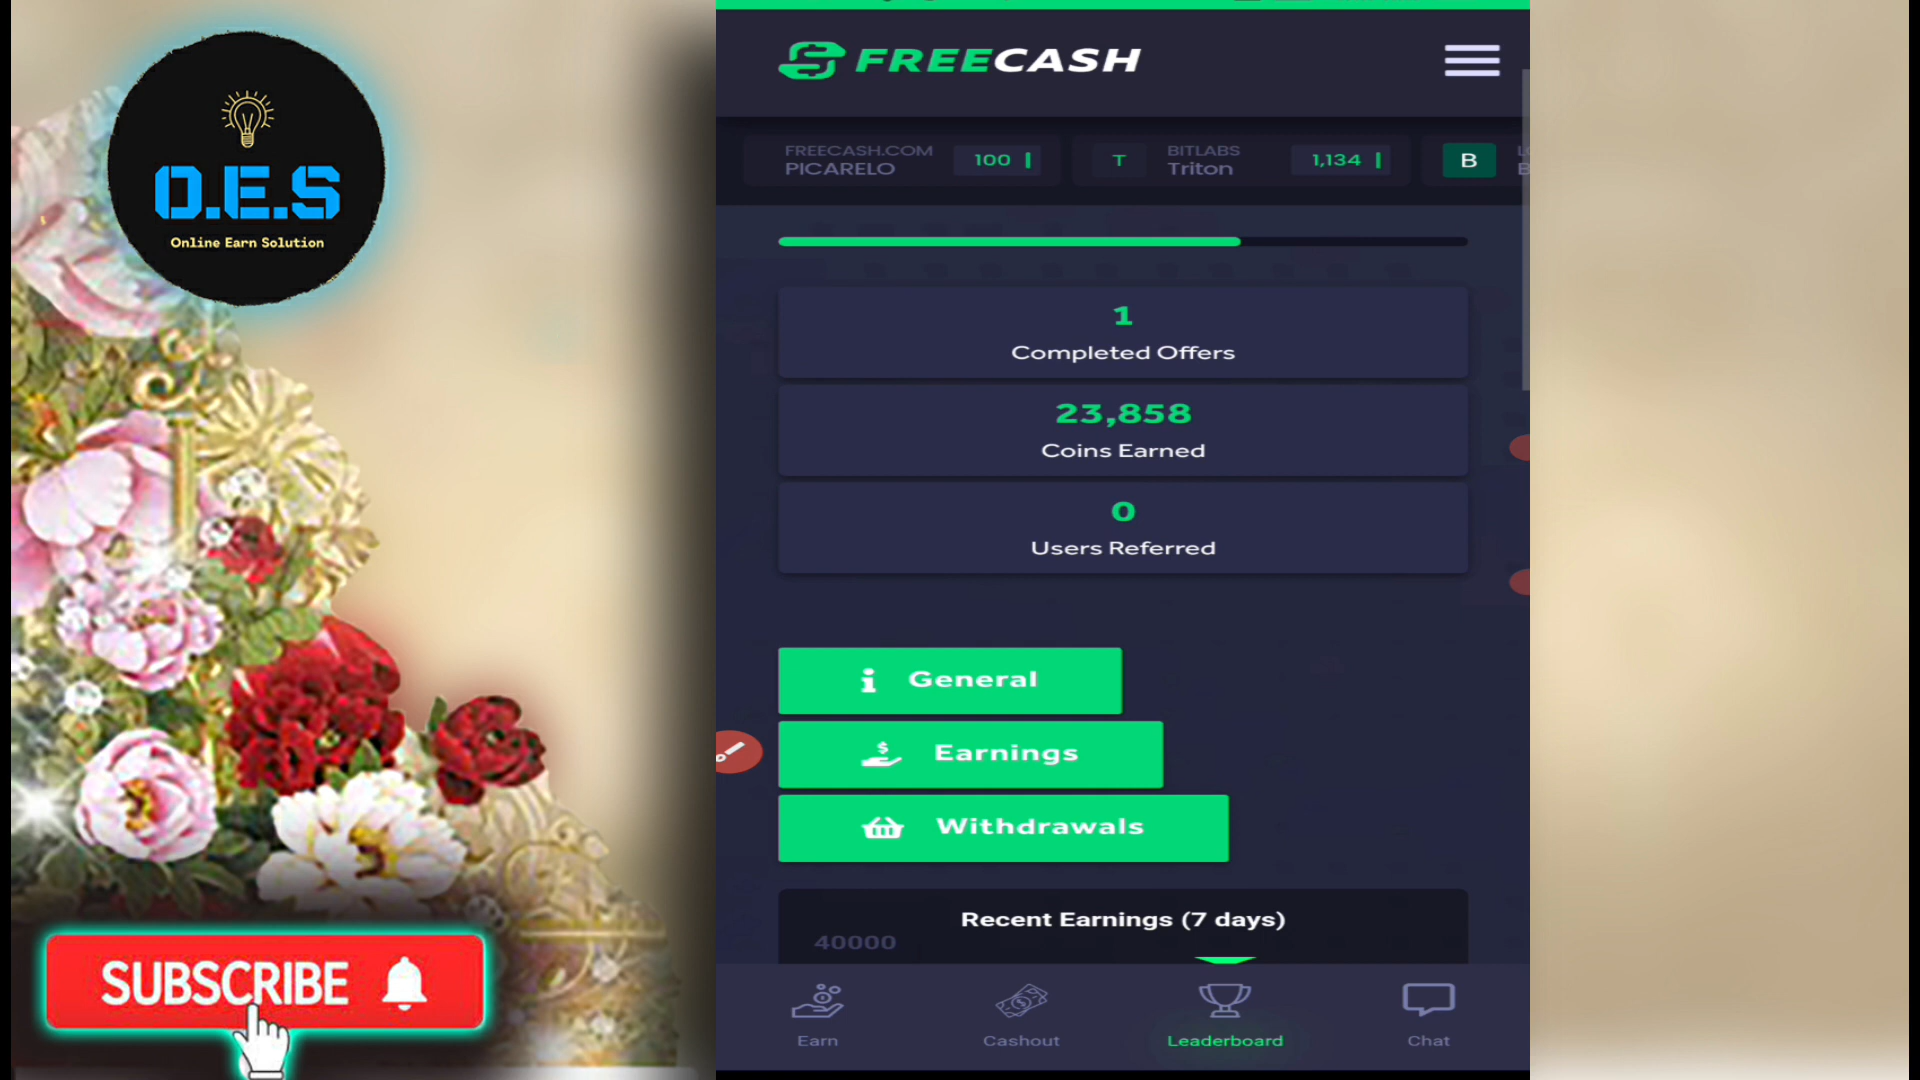 O.E.S
Online Earn Solution
SUBSCRIBE
FREECASH
FREECASH.COM
PICARELO
100
T
BITLABS
Triton
1,134
B
1
Completed Offers
23,858
Coins Earned
0
Users Referred
General
Earnings
Withdrawals
Recent Earnings (7 days)
40000
Earn
Cashout
Leaderboard
Chat